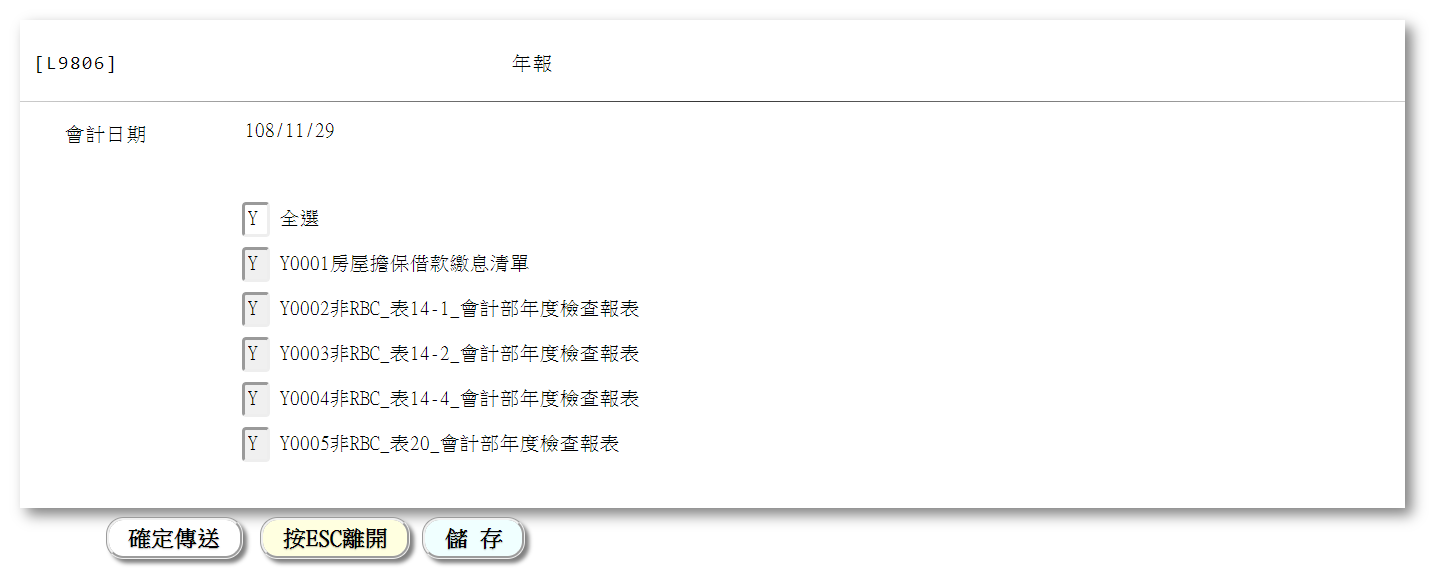 [L9806] 年報
會計日期 108/11/29
Y 全選
Y Y0001房屋擔保借款繳息清單
Y Y0002非RBC_表14-1_會計部年度檢查報表
Y Y0003非RBC_表14-2_會計部年度檢查報表
Y Y0004非RBC_表14-4_會計部年度檢查報表
Y Y0005非RBC_表20_會計部年度檢查報表
確定傳送 按ESC離開 儲 存